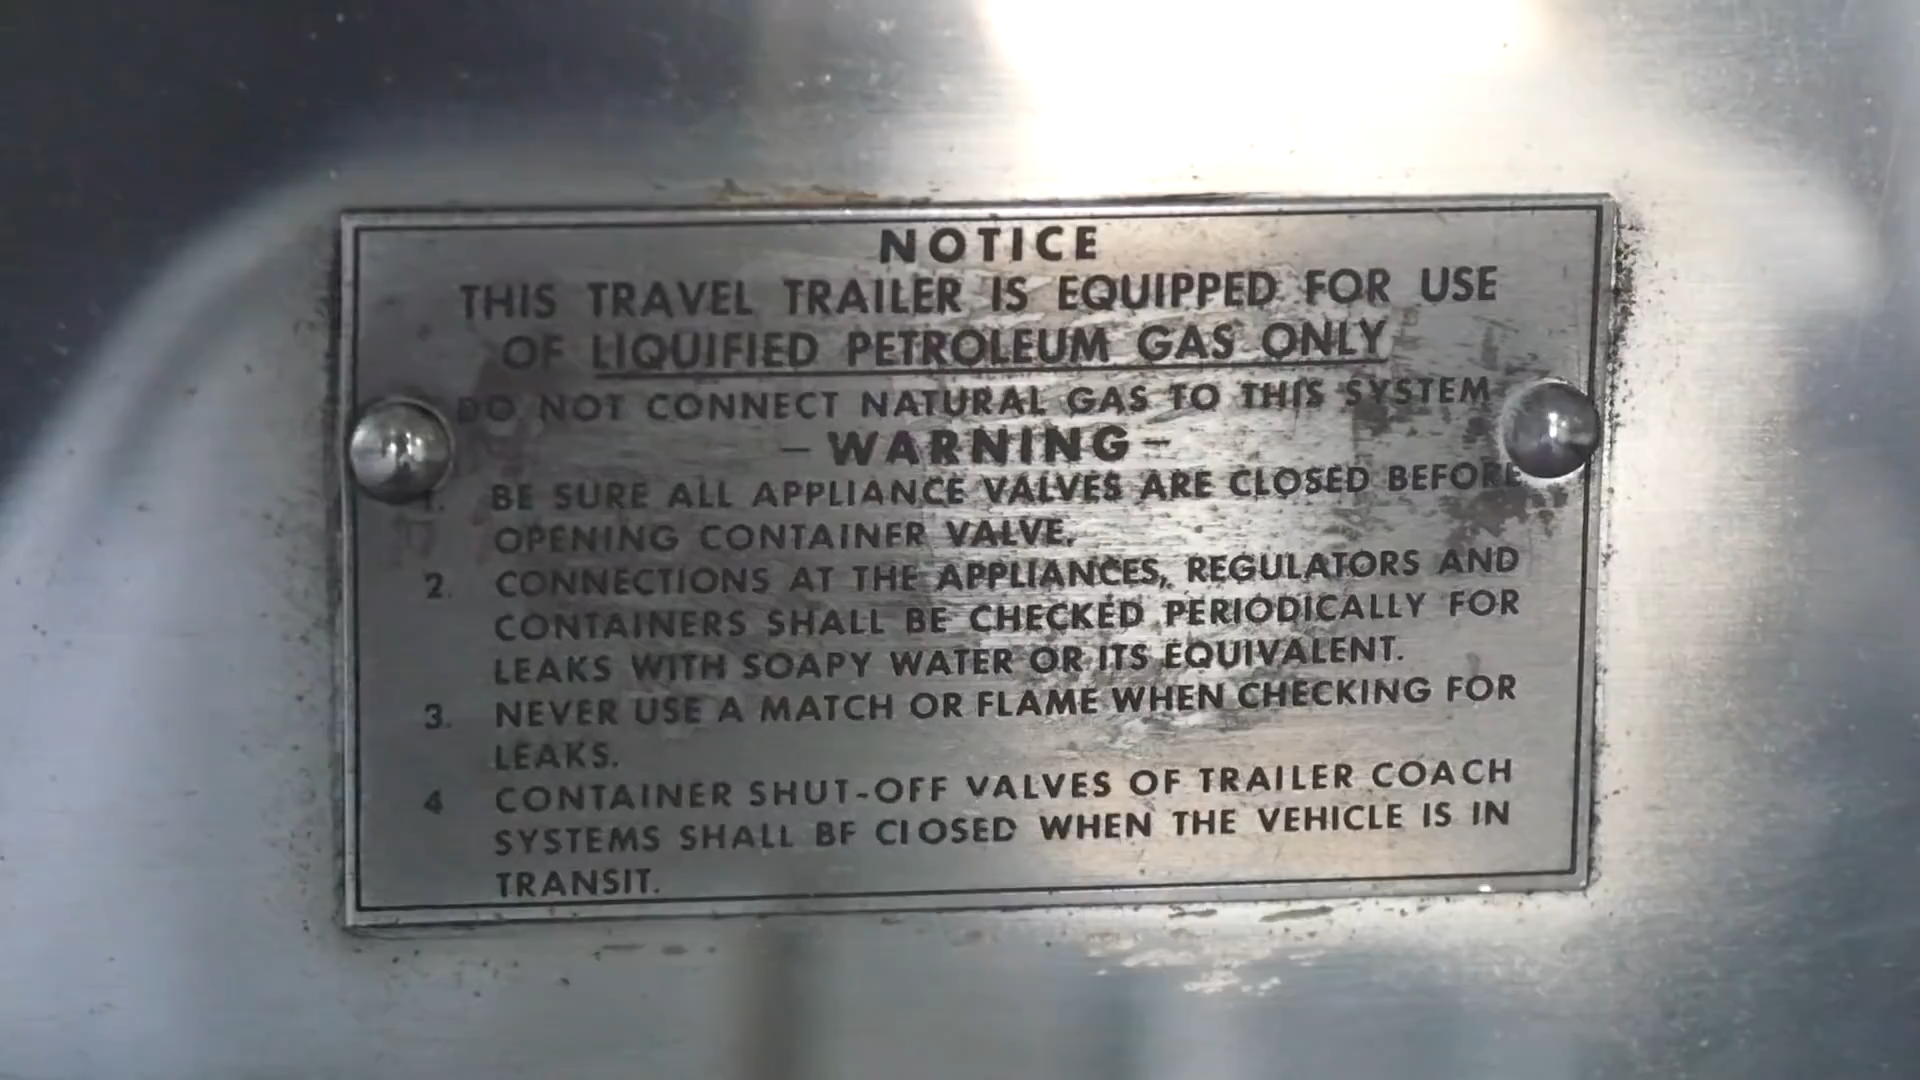 NOTICE
THIS TRAVEL TRAILER IS EQUIPPED FOR USE
OF LIQUIFIED PETROLEUM GAS ONLY
DO NOT CONNECT NATURAL GAS TO THIS SYSTEM
- WARNING -
1. BE SURE ALL APPLIANCE VALVES ARE CLOSED BEFORE
OPENING CONTAINER VALVE.
2. CONNECTIONS AT THE APPLIANCES, REGULATORS AND
CONTAINERS SHALL BE CHECKED PERIODICALLY FOR
LEAKS WITH SOAPY WATER OR ITS EQUIVALENT.
3. NEVER USE A MATCH OR FLAME WHEN CHECKING FOR
LEAKS.
4 CONTAINER SHUT-OFF VALVES OF TRAILER COACH
SYSTEMS SHALL BE CLOSED WHEN THE VEHICLE IS IN
TRANSIT.